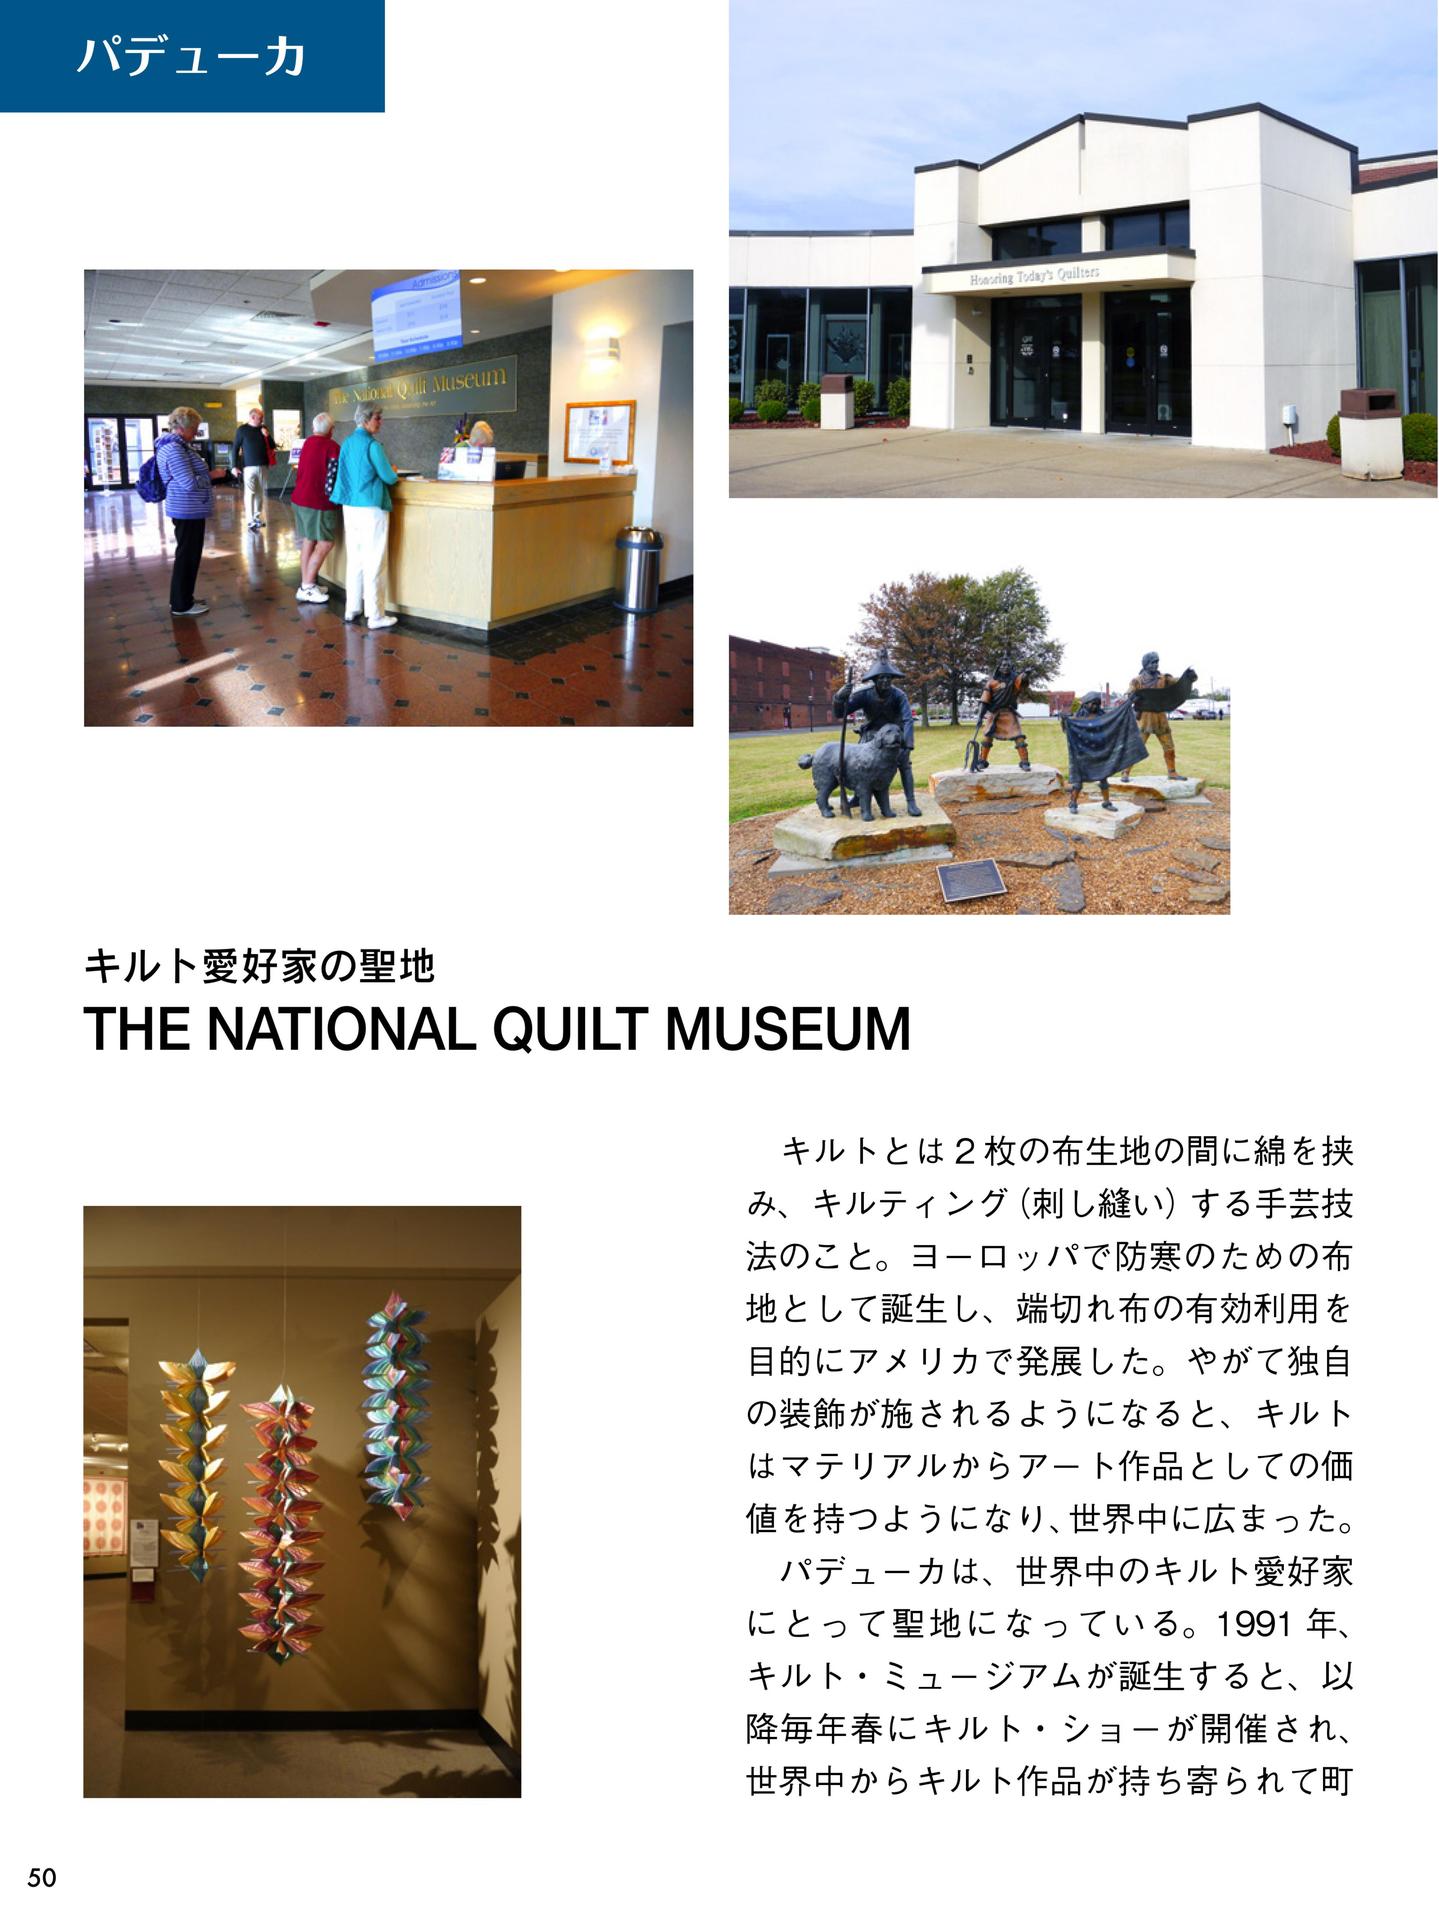 パデューカ
Honoring Today's Quilters
Admissions
The National Quilt Museum
キルト愛好家の聖地
THE NATIONAL QUILT MUSEUM
キルトとは2枚の布生地の間に綿を挟
み、キルティング（刺し縫い）する手芸技
法のこと。ヨーロッパで防寒のための布
地として誕生し、端切れ布の有効利用を
目的にアメリカで発展した。やがて独自
の装飾が施されるようになると、キルト
はマテリアルからアート作品としての価
値を持つようになり、世界中に広まった。
パデューカは、世界中のキルト愛好家
にとって聖地になっている。1991年、
キルト・ミュージアムが誕生すると、以
降毎年春にキルト・ショーが開催され、
世界中からキルト作品が持ち寄られて町
50